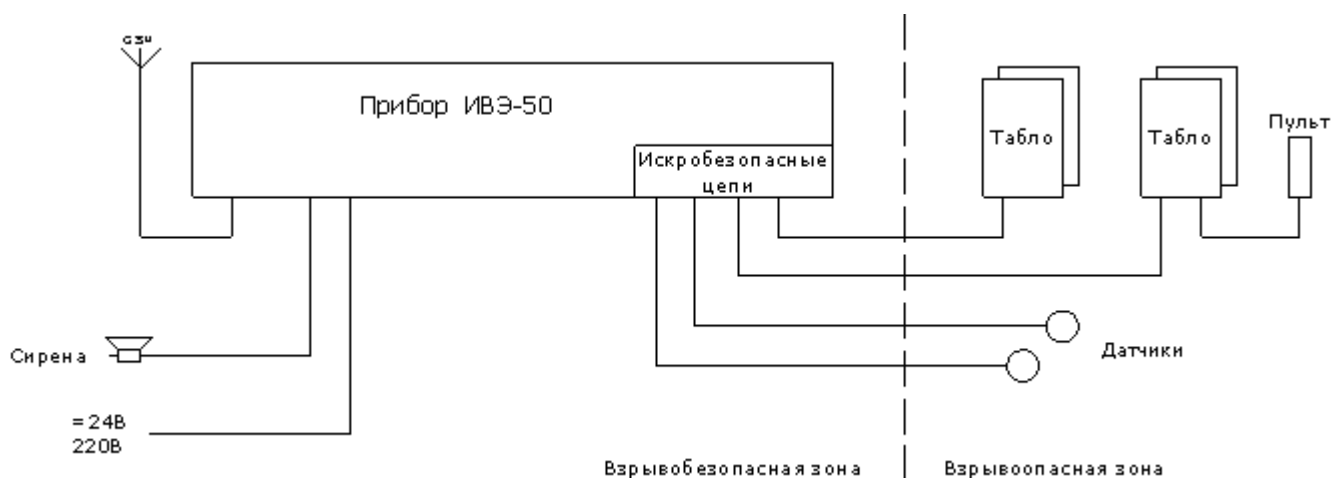 GSM
Прибор ИВЭ-50
Искробезопасные
цепи
Табло
Табло
Пульт
Сирена
Датчики
=24В
220В
Взрывобезопасная зона
Взрывоопасная зона